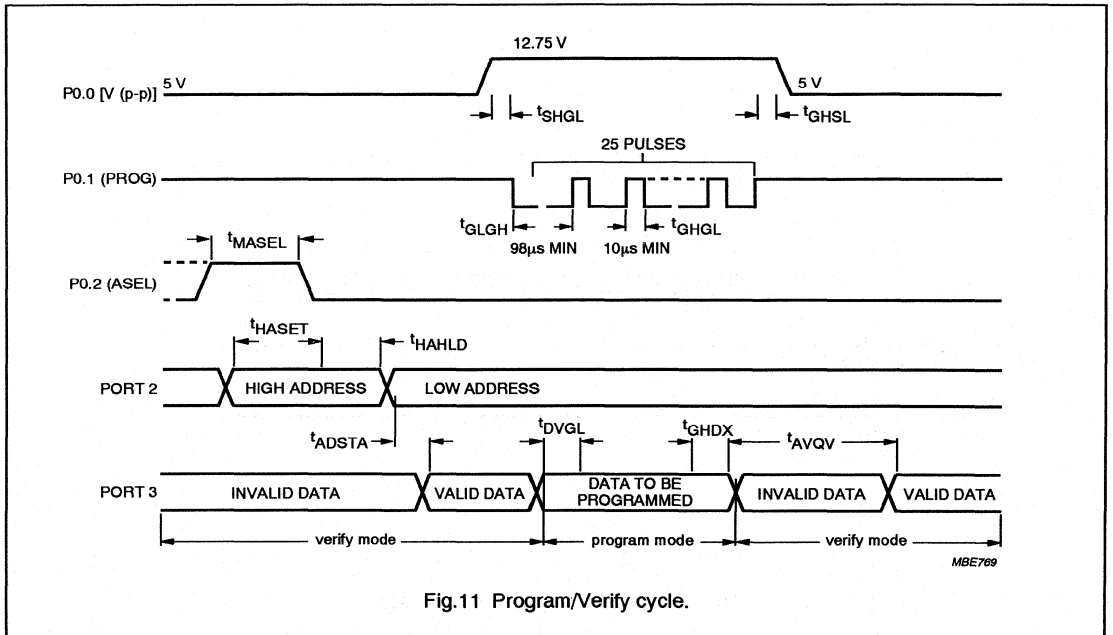 12.75 V
P0.0 [V (p-p)]
5 V
5 V
tSHGL
tGHSL
25 PULSES
P0.1 (PROG)
tGLGH
98µs MIN
10µs MIN
tGHGL
tMASEL
P0.2 (ASEL)
tHASET
tHAHLD
PORT 2
HIGH ADDRESS
LOW ADDRESS
tADSTA
tDVGL
tGHDX
tAVQV
PORT 3
INVALID DATA
VALID DATA
DATA TO BE
PROGRAMMED
INVALID DATA
VALID DATA
verify mode
program mode
verify mode
MBE769
Fig.11 Program/Verify cycle.